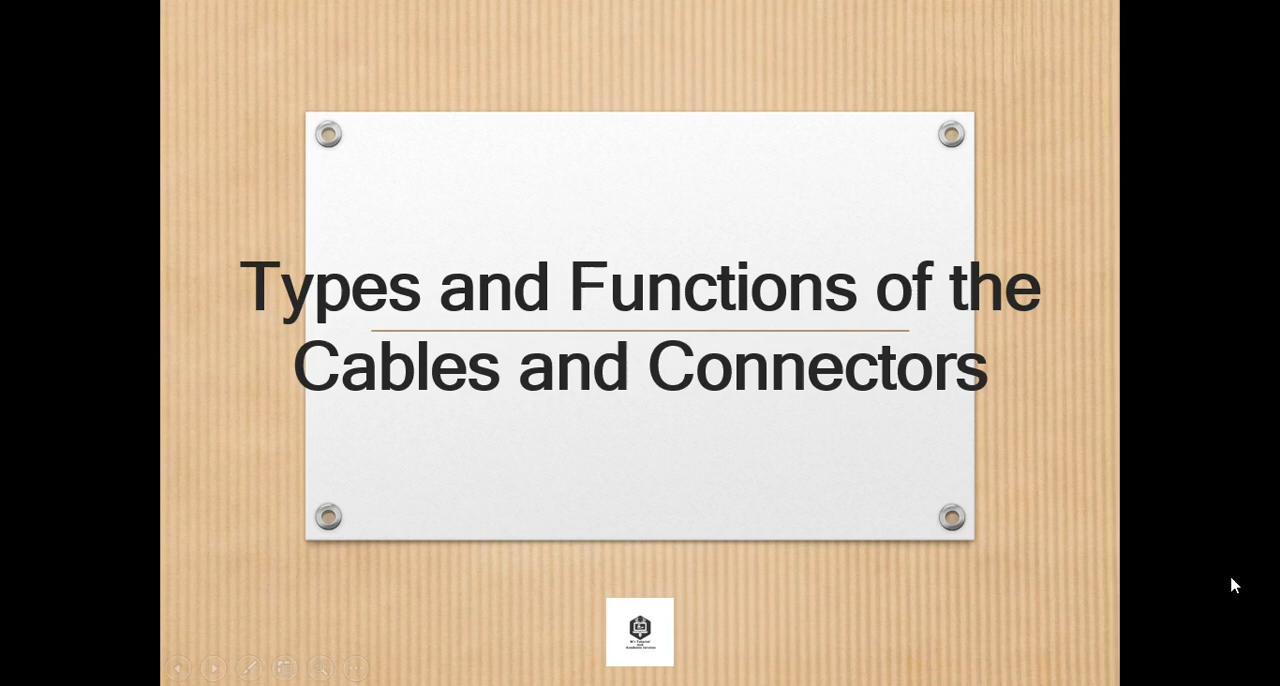 Types and Functions of the
Cables and Connectors